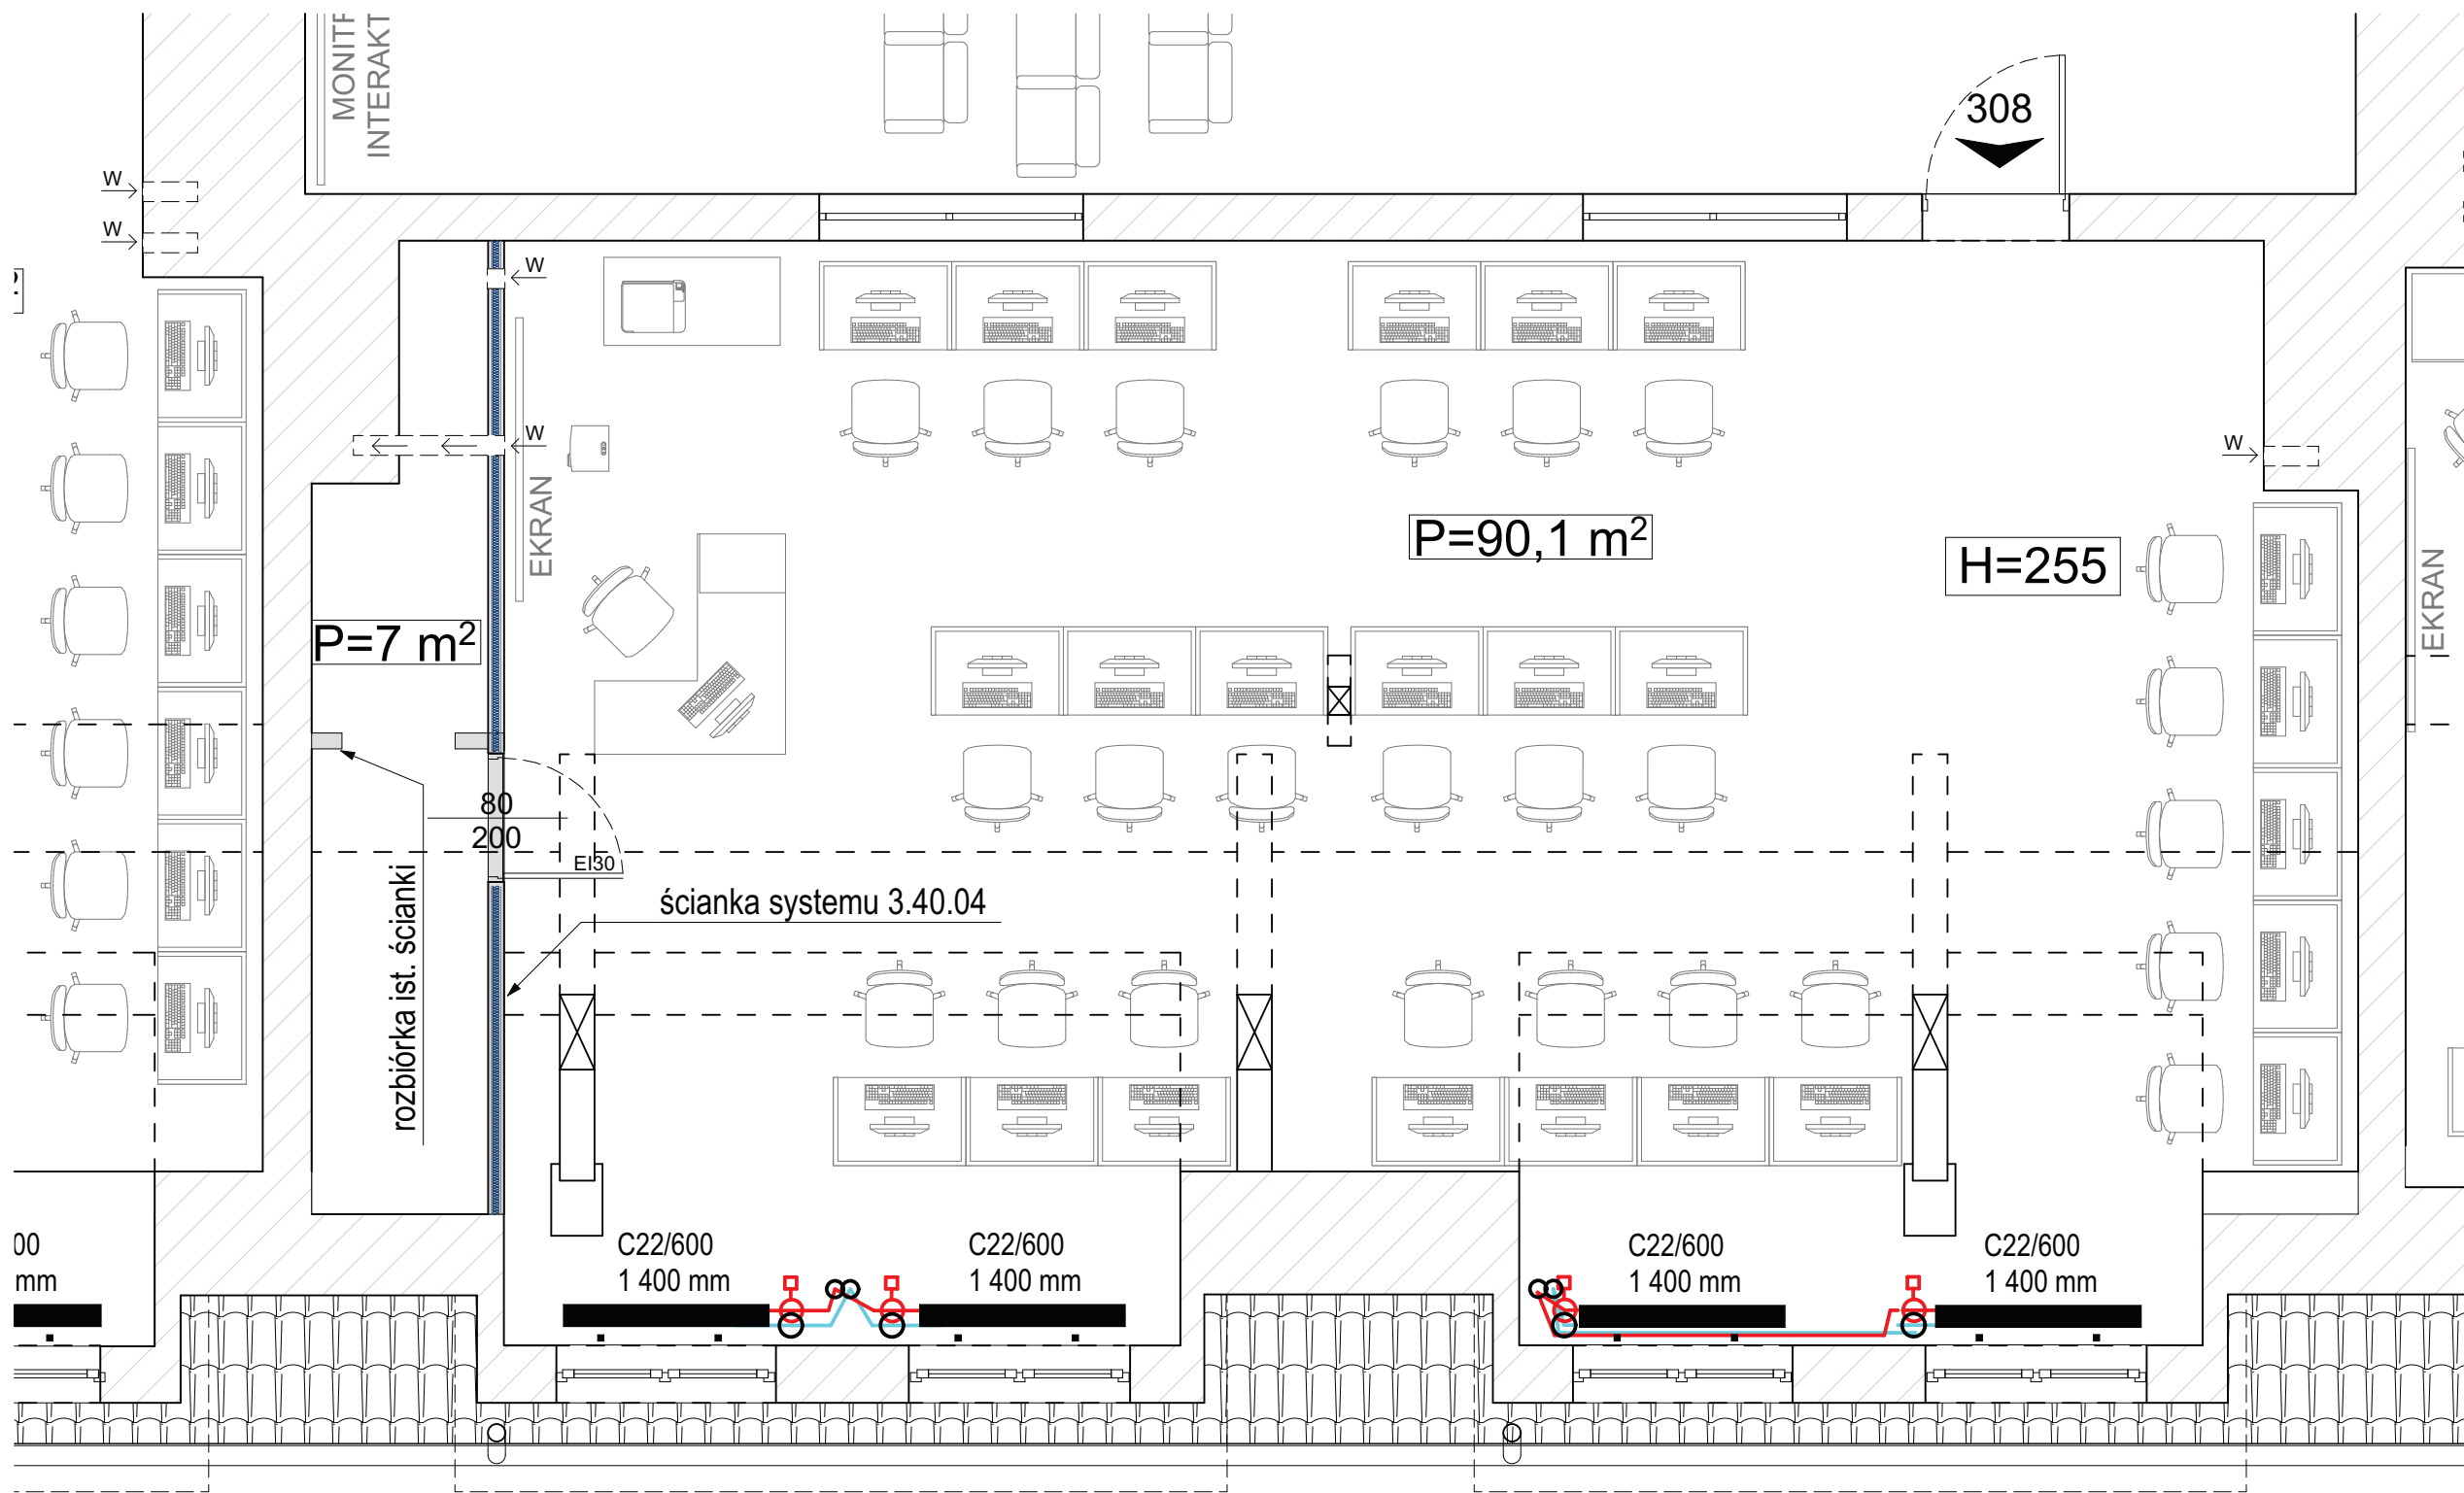 INTERAKT
308
W
W
W
W
W
EKRAN
P=90,1 m²
H=255
EKRAN
P=7 m²
80
200
EI30
ścianka systemu 3.40.04
rozbiórka ist. ścianki
00
mm
C22/600
1 400 mm
C22/600
1 400 mm
C22/600
1 400 mm
C22/600
1 400 mm